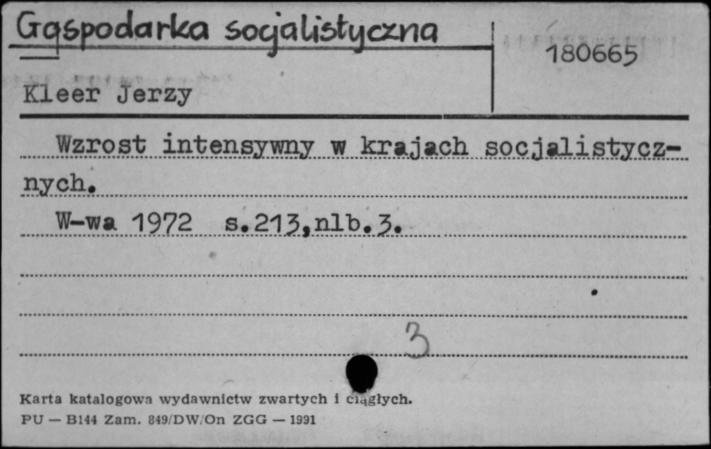 Gospodarka socjalistyczna
180665
Kleer Jerzy
Wzrost intensywny w krajach socjalistycz-
nych.
W-wa 1972 s.213,nlb.3.
3
Karta katalogowa wydawnictw zwartych i ciągłych.
PU — B144 Zam. 849/DW/On ZGG — 1991